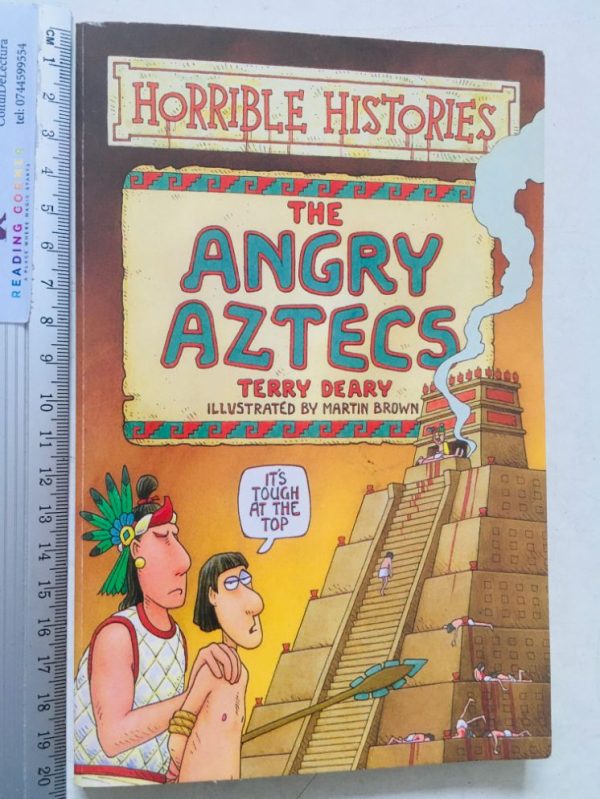 HORRIBLE HISTORIES
THE
ANGRY
AZTECS
TERRY DEARY
ILLUSTRATED BY MARTIN BROWN
IT'S
TOUGH
AT THE
TOP
tel: 0744599554
READING CORNER
CM 1 2 3 4 5 6 7 8 9 10 11 12 13 14 15 16 17 18 19 20